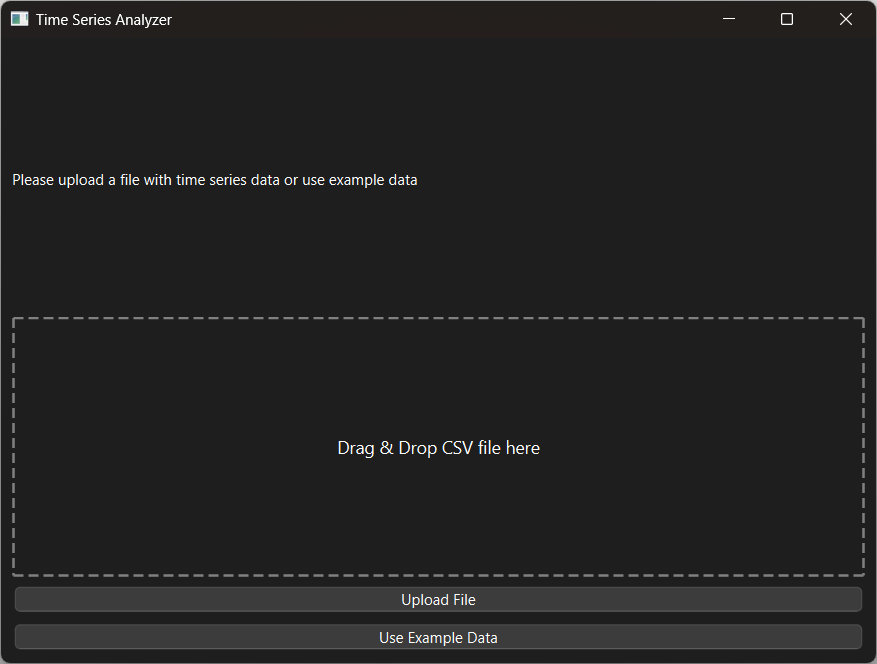 Time Series Analyzer
Please upload a file with time series data or use example data
Drag & Drop CSV file here
Upload File
Use Example Data